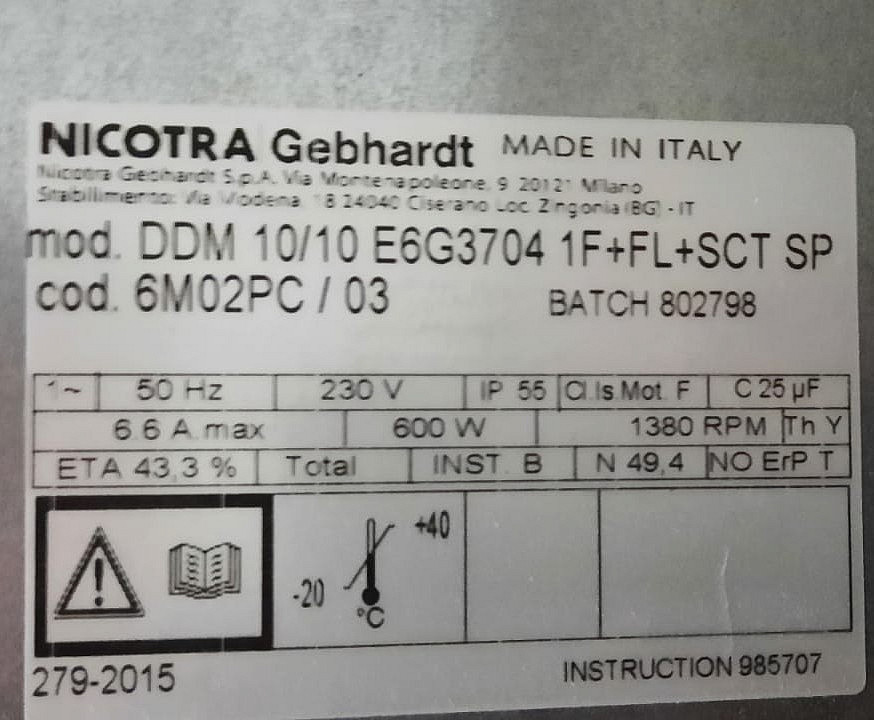 NICOTRA Gebhardt MADE IN ITALY
Nicotra Gebhardt S.p.A. Via Montenapoleone, 9 20121 Milano
Stabilimento: Via Modena, 18 24040 Ciserano Loc. Zingonia (BG) - IT
mod. DDM 10/10 E6G3704 1F+FL+SCT SP
cod. 6M02PC / 03 BATCH 802798
1~ 50 Hz 230 V IP 55 Cl.Is.Mot. F C 25 µF
6.6 A max 600 W 1380 RPM Th Y
ETA 43,3 % Total INST. B N 49,4 NO ErP T
+40
-20
°C
279-2015 INSTRUCTION 985707